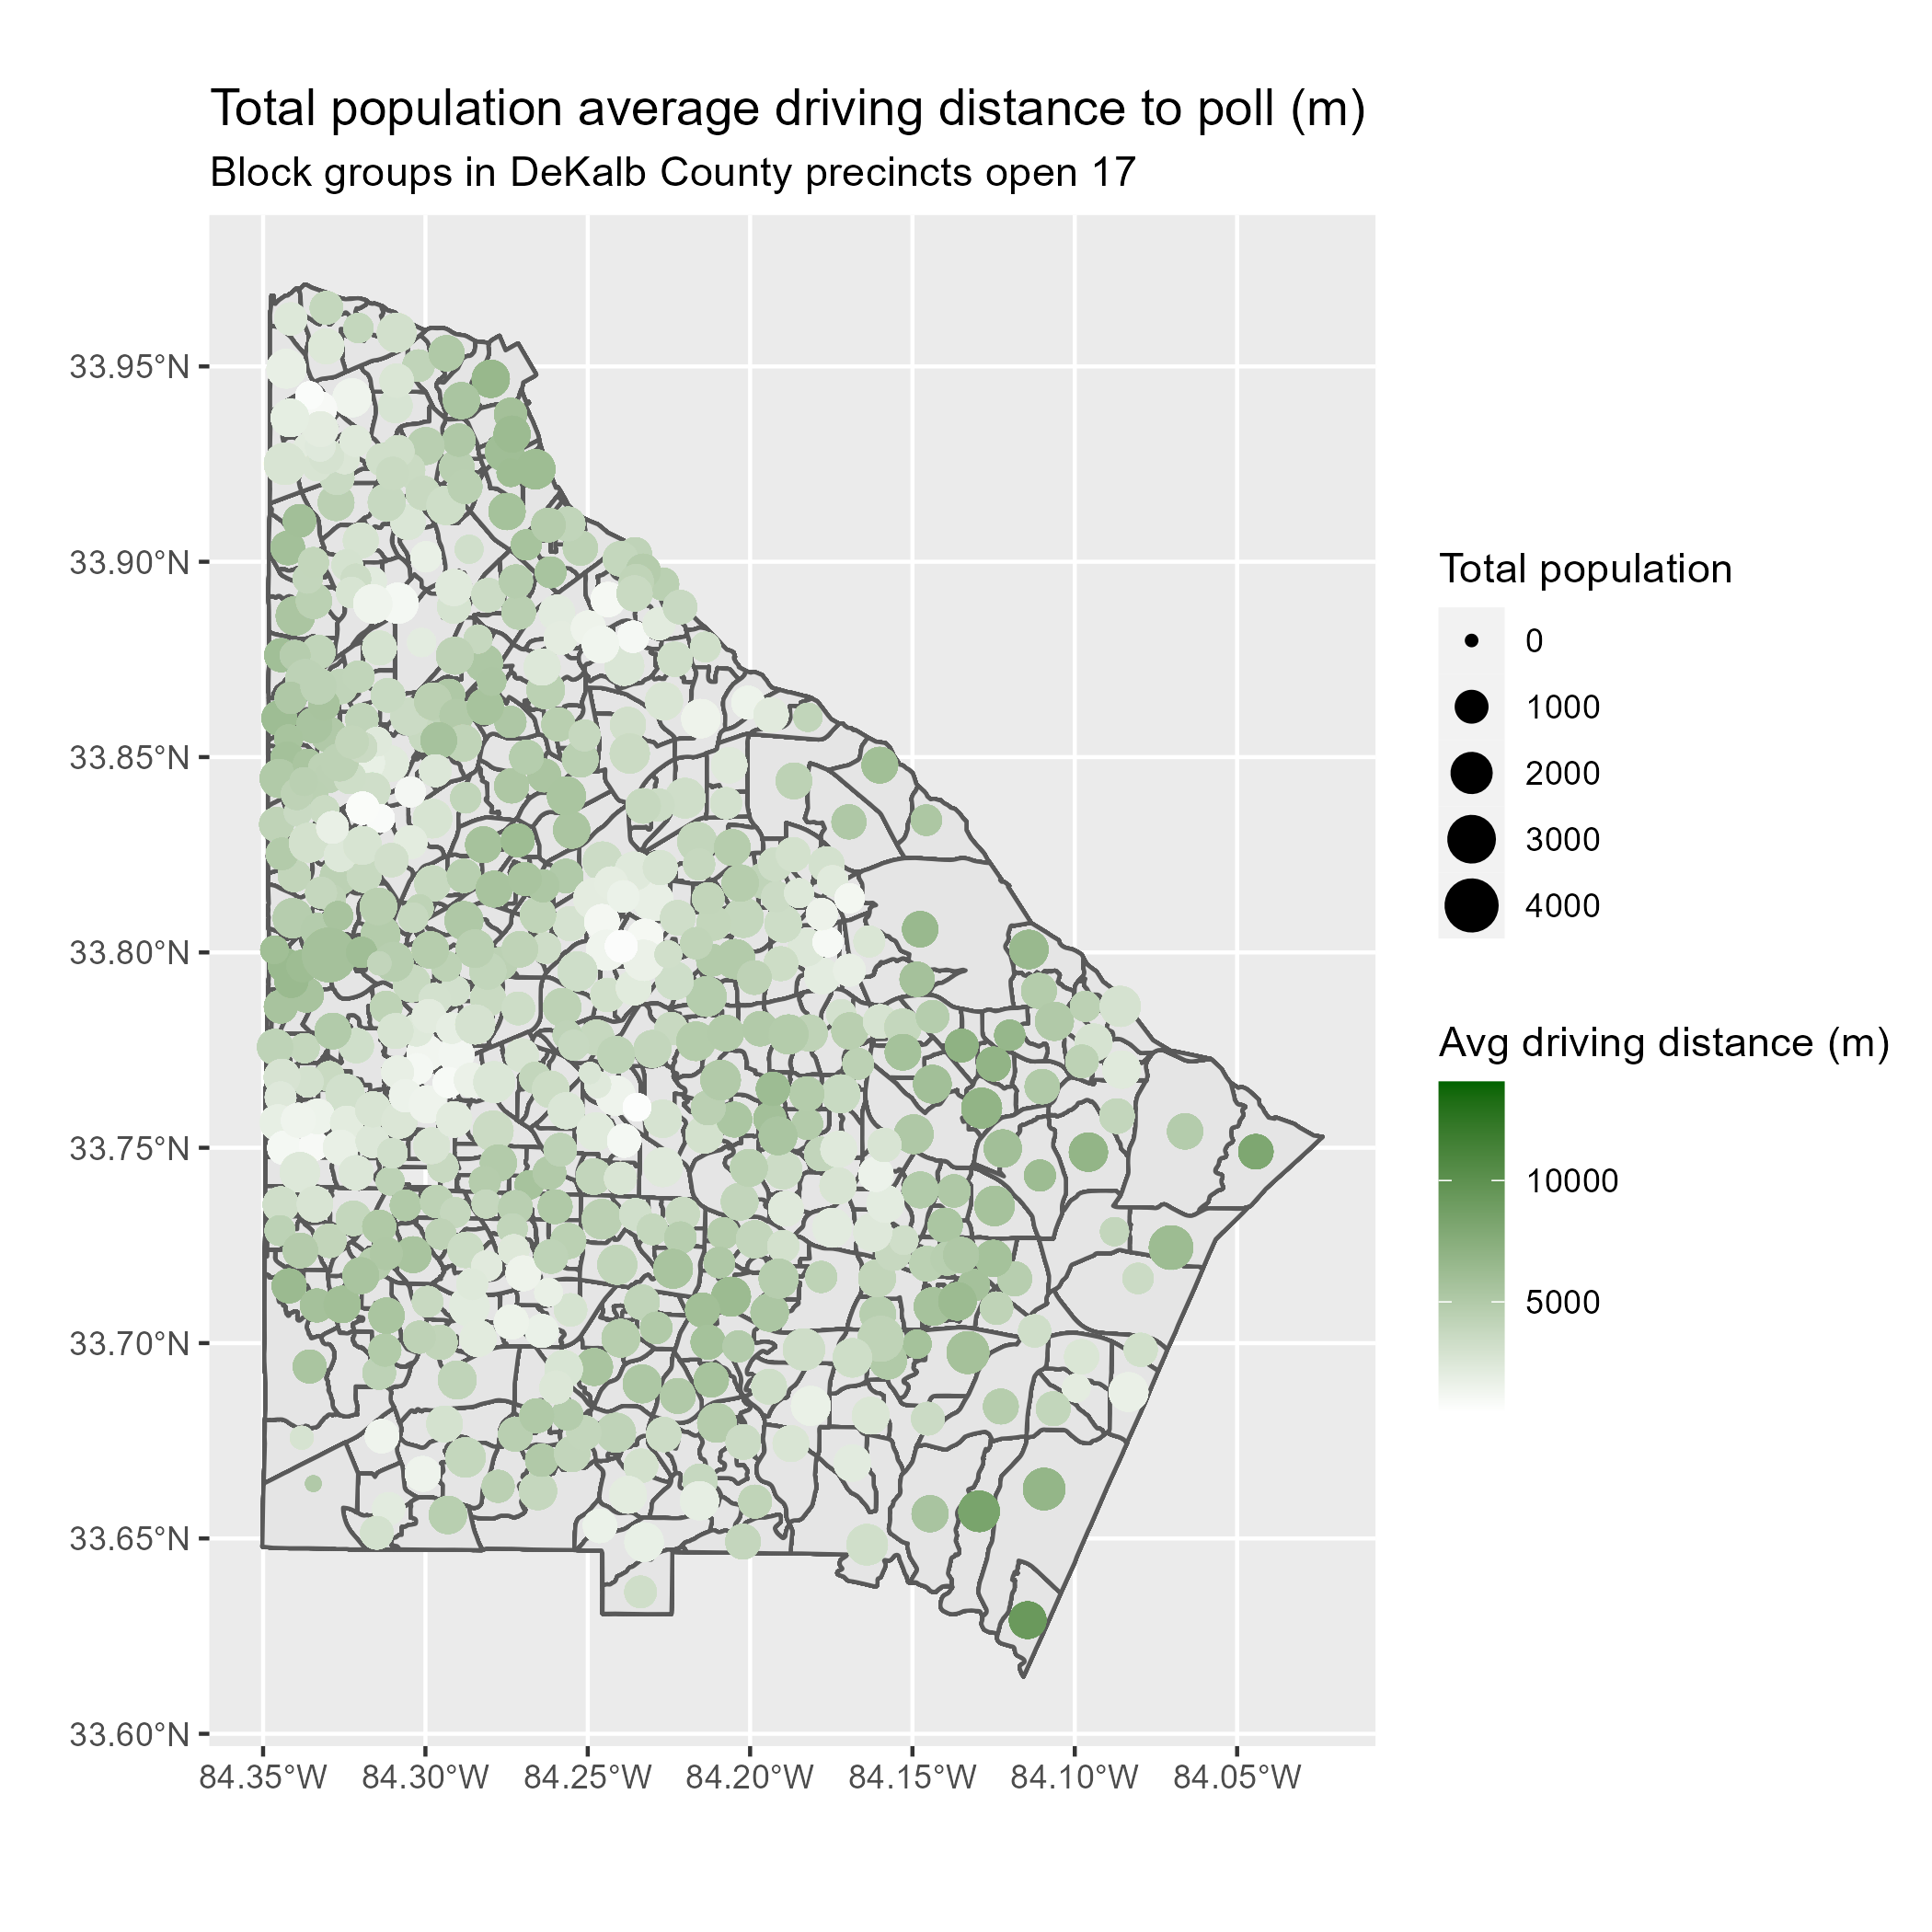 Total population average driving distance to poll (m)
Block groups in DeKalb County precincts open 17
33.95°N
33.90°N
33.85°N
33.80°N
33.75°N
33.70°N
33.65°N
33.60°N
84.35°W
84.30°W
84.25°W
84.20°W
84.15°W
84.10°W
84.05°W
Total population
0
1000
2000
3000
4000
Avg driving distance (m)
10000
5000